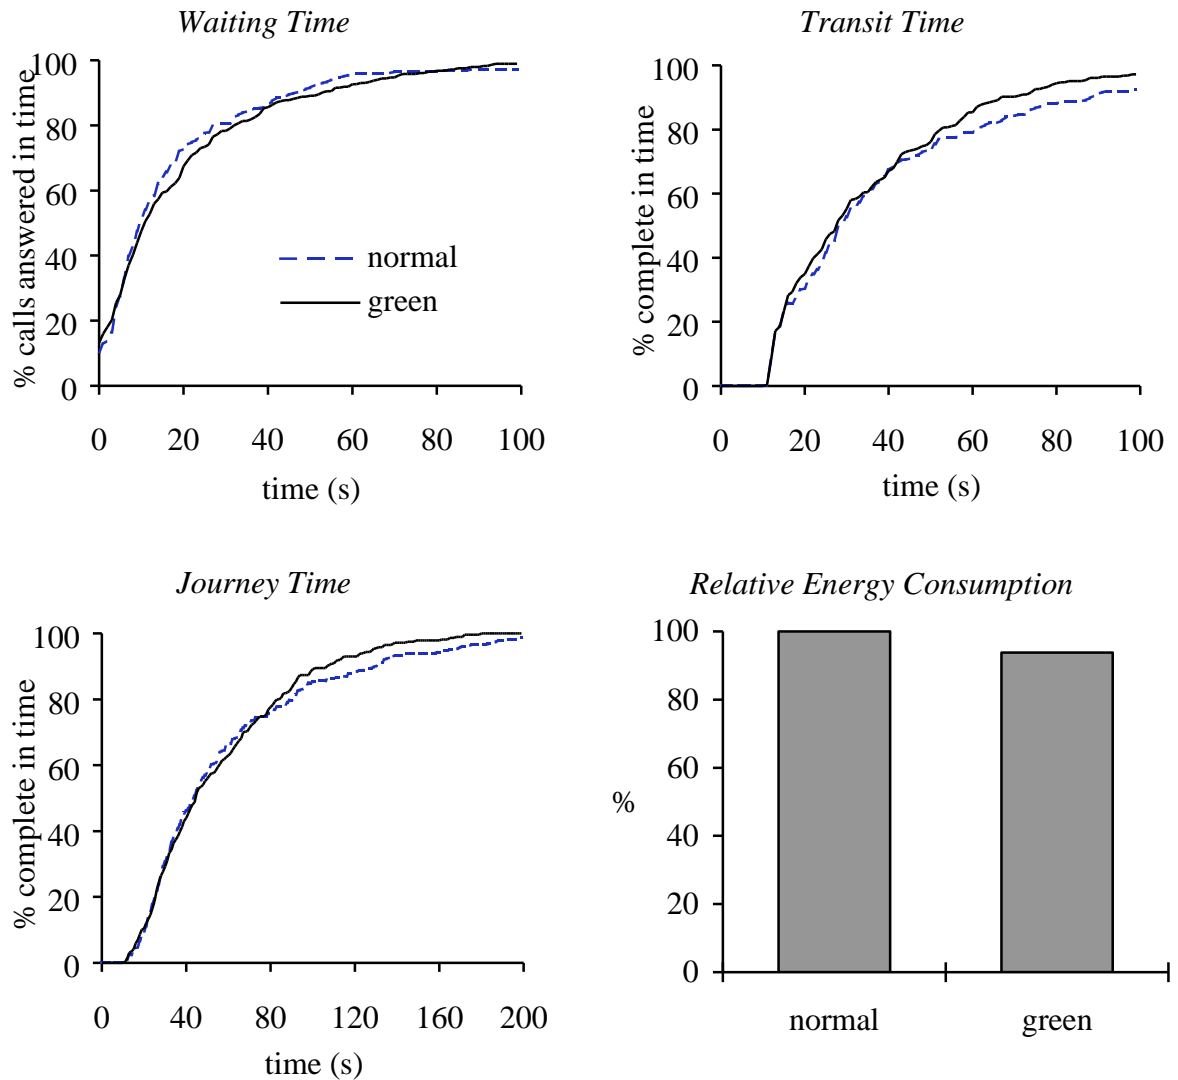 Waiting Time
% calls answered in time
100
80
60
40
20
0
normal
green
0 20 40 60 80 100
time (s)
Transit Time
% complete in time
100
80
60
40
20
0
0 20 40 60 80 100
time (s)
Journey Time
% complete in time
100
80
60
40
20
0
0 40 80 120 160 200
time (s)
Relative Energy Consumption
%
100
80
60
40
20
0
normal green